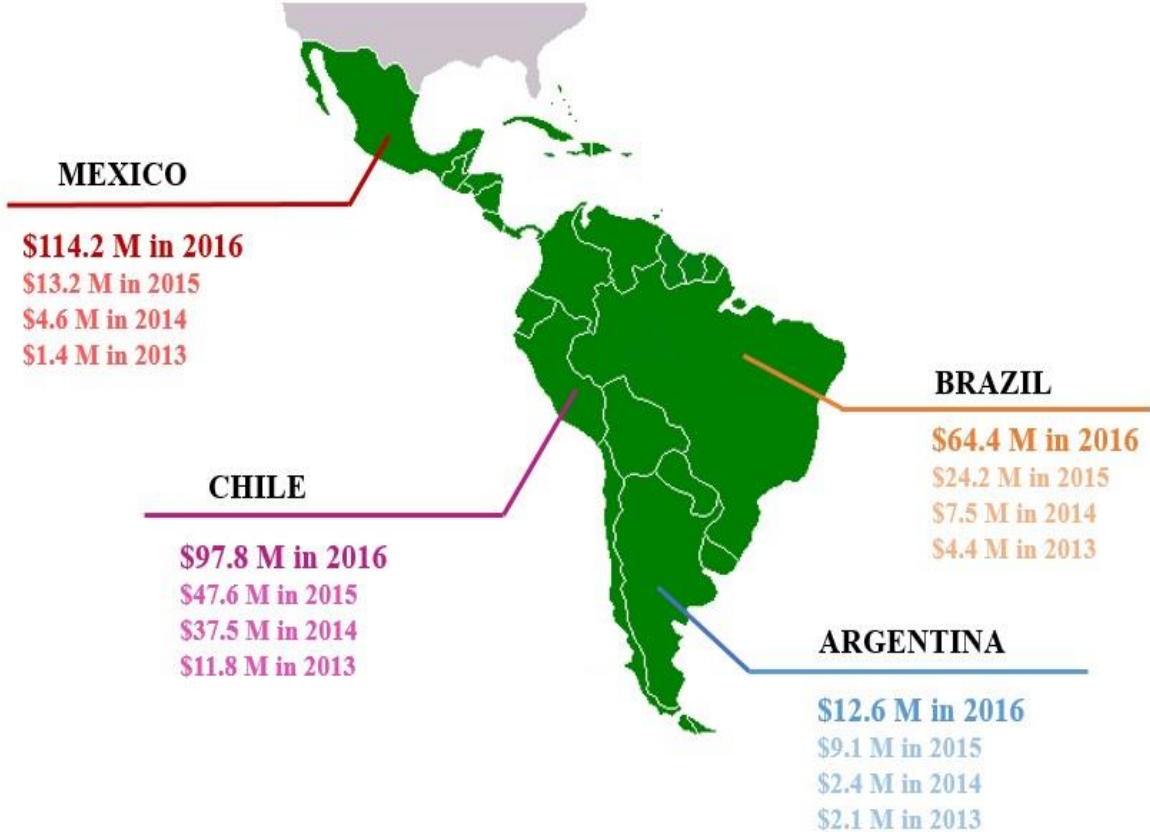 MEXICO
$114.2 M in 2016
$13.2 M in 2015
$4.6 M in 2014
$1.4 M in 2013
CHILE
$97.8 M in 2016
$47.6 M in 2015
$37.5 M in 2014
$11.8 M in 2013
BRAZIL
$64.4 M in 2016
$24.2 M in 2015
$7.5 M in 2014
$4.4 M in 2013
ARGENTINA
$12.6 M in 2016
$9.1 M in 2015
$2.4 M in 2014
$2.1 M in 2013